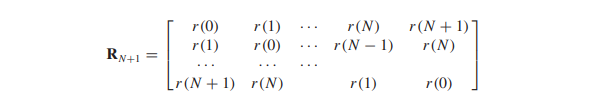 r(0) r(1) ··· r(N) r(N + 1)
R_{N+1} = r(1) r(0) ··· r(N − 1) r(N)
··· ··· ···
r(N + 1) r(N) r(1) r(0)